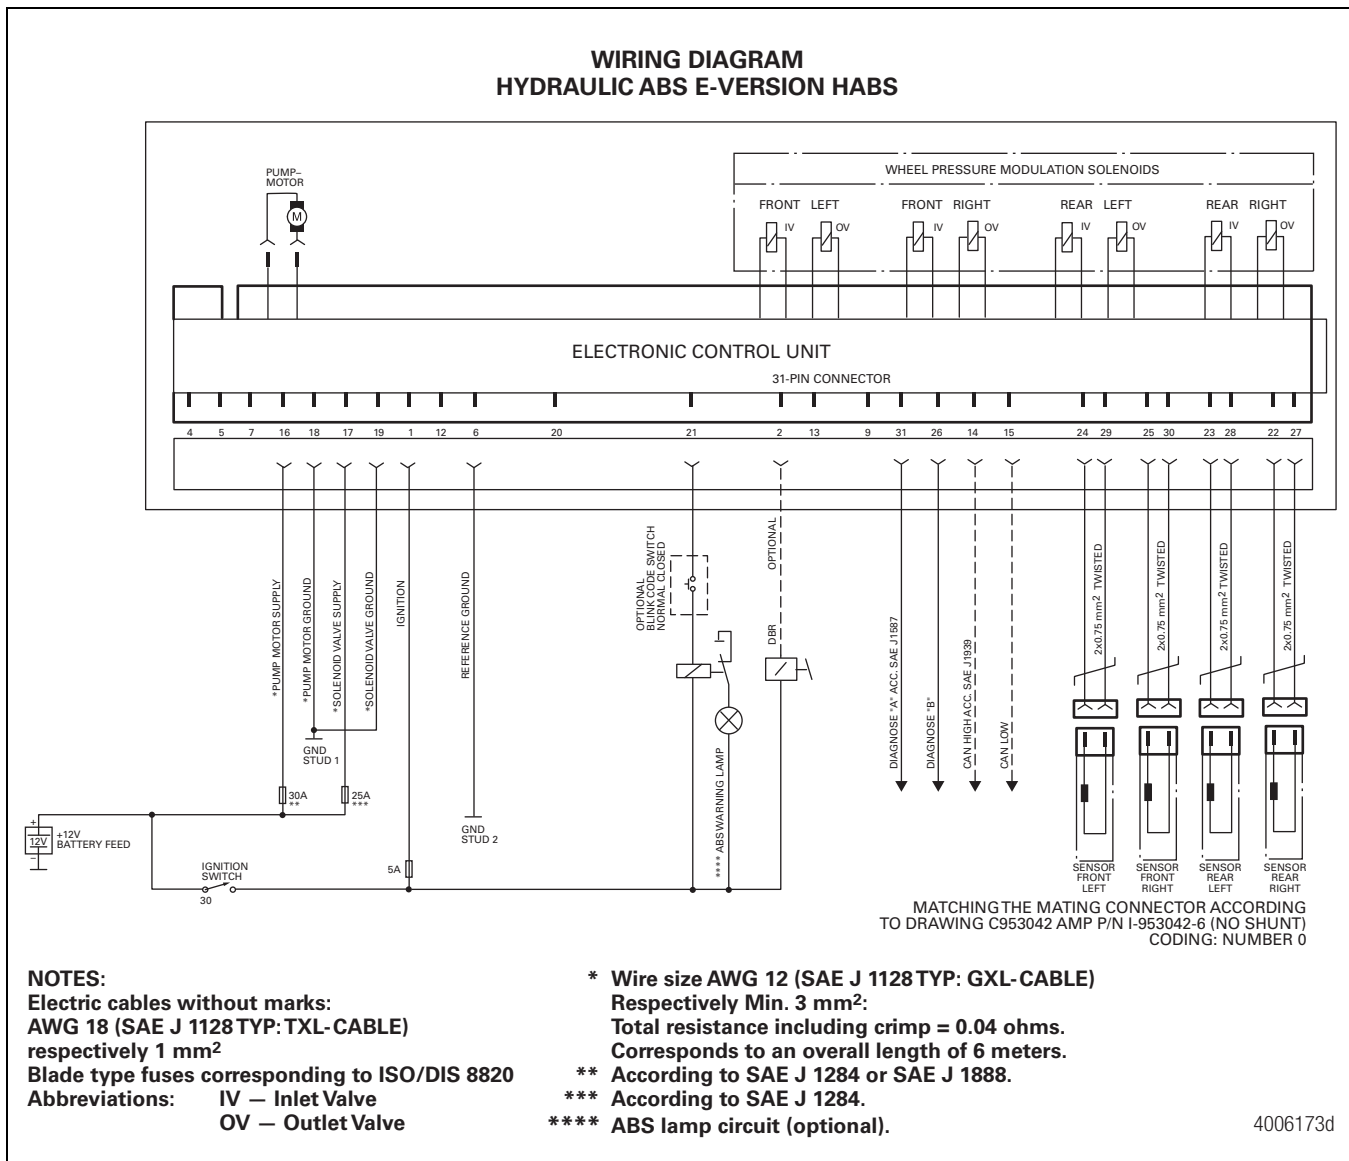 WIRING DIAGRAM
HYDRAULIC ABS E-VERSION HABS
PUMP–
MOTOR
M
WHEEL PRESSURE MODULATION SOLENOIDS
FRONT LEFT FRONT RIGHT REAR LEFT REAR RIGHT
IV OV IV OV IV OV IV OV
ELECTRONIC CONTROL UNIT
31-PIN CONNECTOR
4 5 7 16 18 17 19 1 12 6 20 21 2 13 9 31 26 14 15 24 29 25 30 23 28 22 27
*PUMP MOTOR SUPPLY
*PUMP MOTOR GROUND
*SOLENOID VALVE SUPPLY
*SOLENOID VALVE GROUND
IGNITION
REFERENCE GROUND
OPTIONAL
BLINK CODE SWITCH
NORMAL CLOSED
OPTIONAL
DBR
DIAGNOSE "A" ACC. SAE J1587
DIAGNOSE "B"
CAN HIGH ACC. SAE J1939
CAN LOW
2x0.75 mm² TWISTED
2x0.75 mm² TWISTED
2x0.75 mm² TWISTED
2x0.75 mm² TWISTED
GND
STUD 1
30A
**
25A
***
+
12V
–
+12V
BATTERY FEED
GND
STUD 2
**** ABS WARNING LAMP
IGNITION
SWITCH
30
5A
SENSOR
FRONT
LEFT
SENSOR
FRONT
RIGHT
SENSOR
REAR
LEFT
SENSOR
REAR
RIGHT
MATCHING THE MATING CONNECTOR ACCORDING
TO DRAWING C953042 AMP P/N I-953042-6 (NO SHUNT)
CODING: NUMBER 0
NOTES:
Electric cables without marks:
AWG 18 (SAE J 1128 TYP: TXL-CABLE)
respectively 1 mm²
Blade type fuses corresponding to ISO/DIS 8820
Abbreviations: IV — Inlet Valve
OV — Outlet Valve
* Wire size AWG 12 (SAE J 1128 TYP: GXL-CABLE)
Respectively Min. 3 mm²:
Total resistance including crimp = 0.04 ohms.
Corresponds to an overall length of 6 meters.
** According to SAE J 1284 or SAE J 1888.
*** According to SAE J 1284.
**** ABS lamp circuit (optional).
4006173d